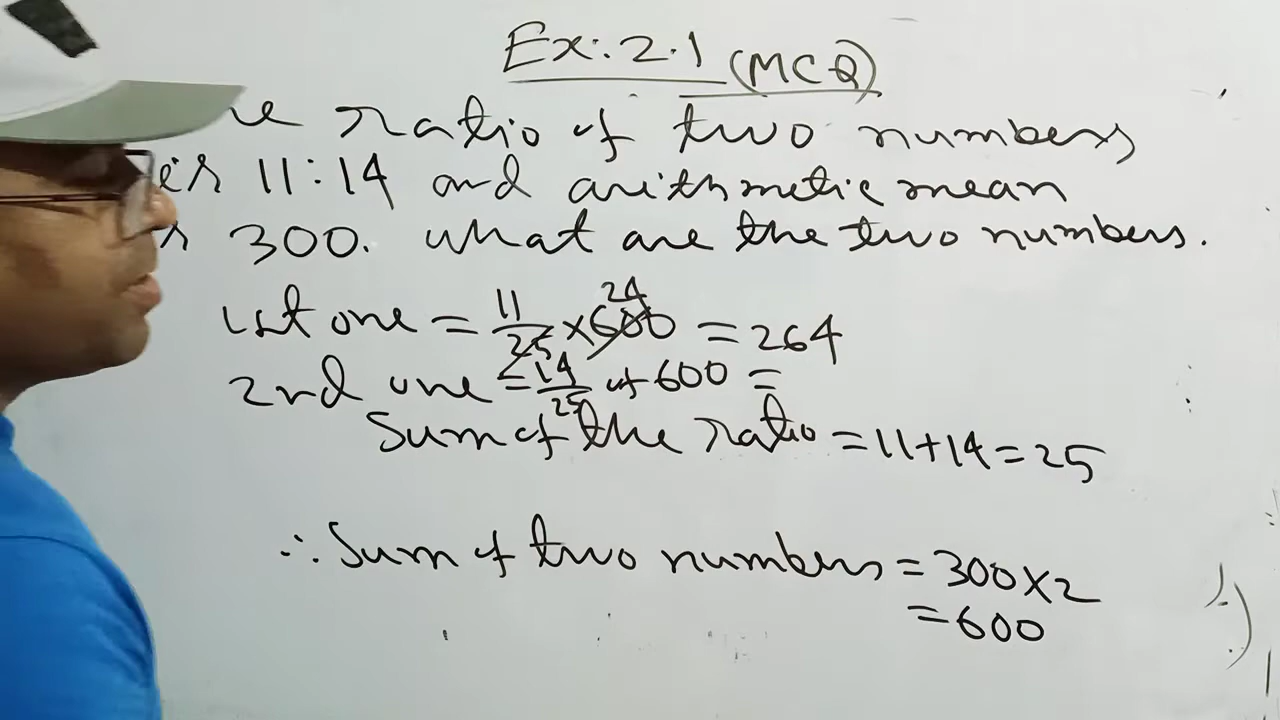 Ex:. 2.1 (MCQ)
ratio of two numbers
11:14 and arithmetic mean
300. what are the two numbers.
1st one = 11/25 × 600 24 = 264
2nd one = 14/25 of 600 =
Sum of the ratio = 11+14 = 25
∴ Sum of two numbers = 300×2
= 600